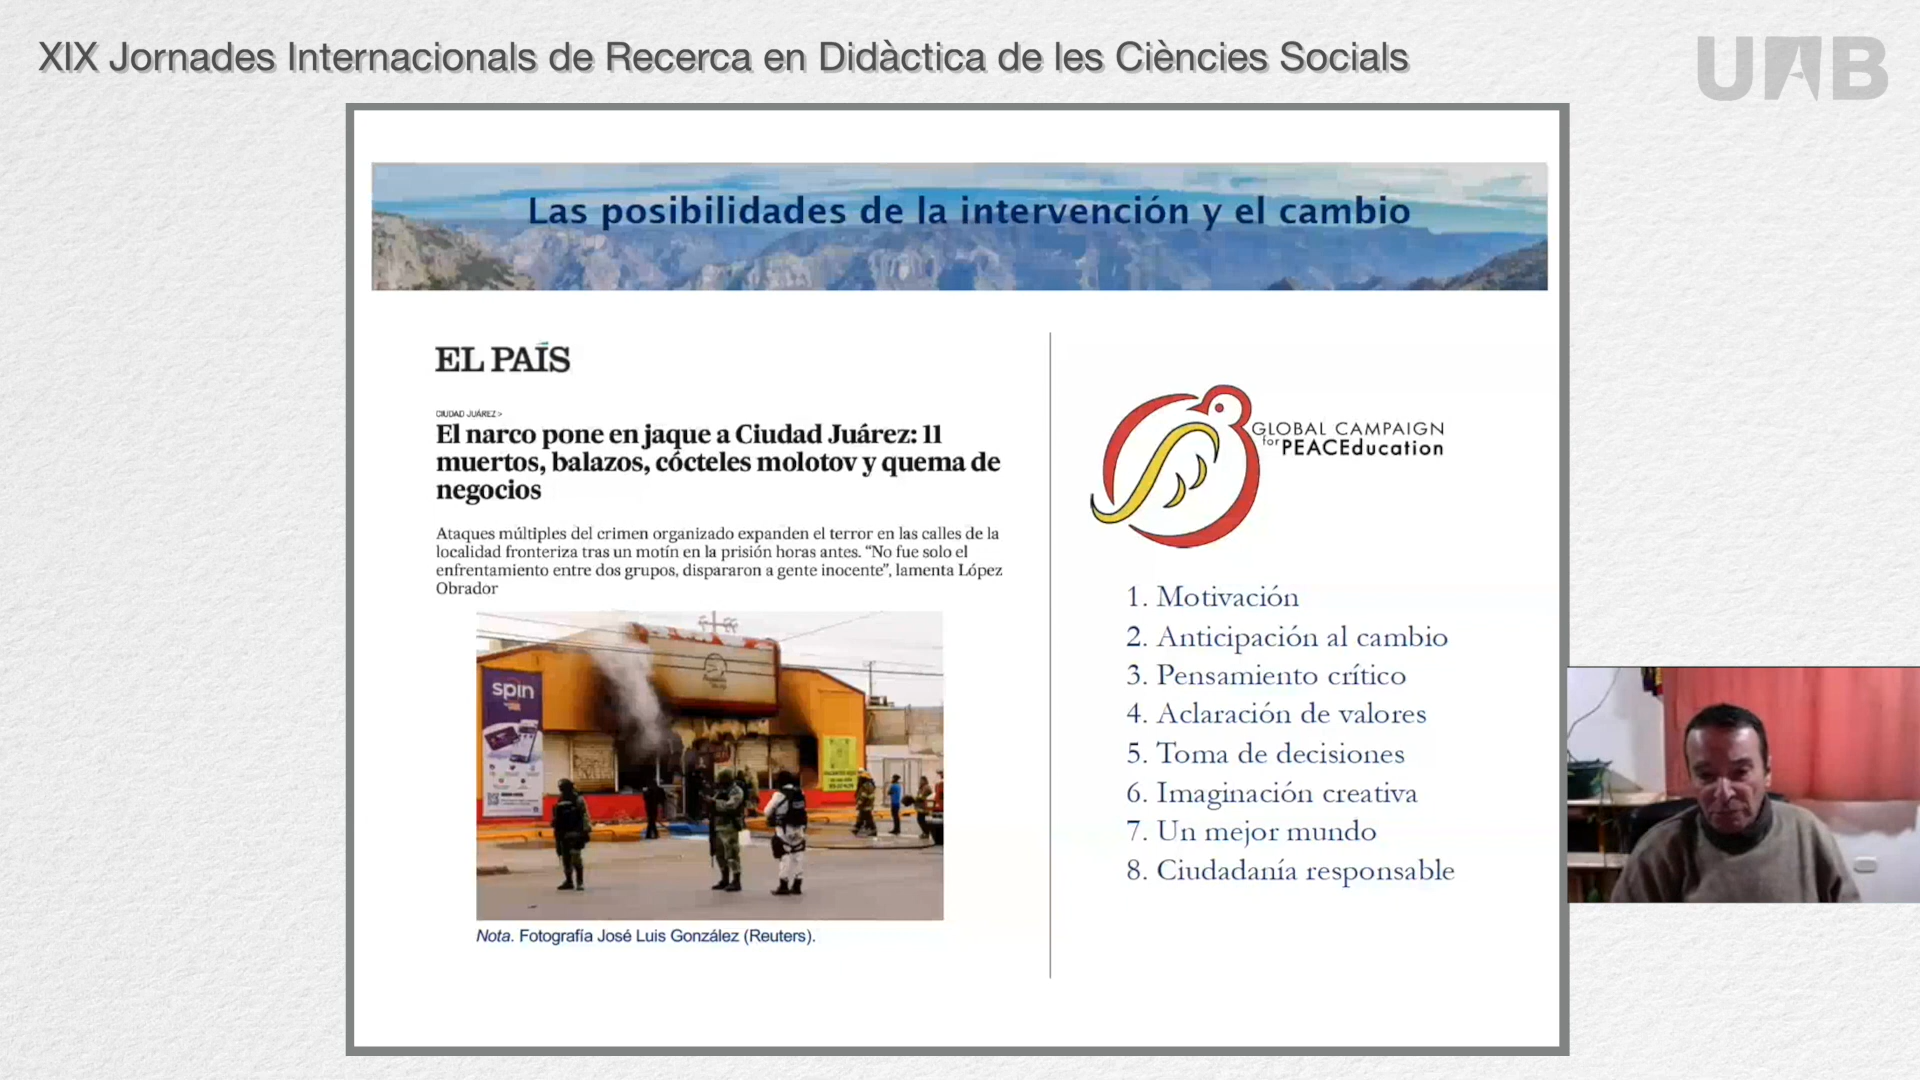 XIX Jornades Internacionals de Recerca en Didàctica de les Ciències Socials
UAB
Las posibilidades de la intervención y el cambio
EL PAÍS
CIUDAD JUÁREZ >
El narco pone en jaque a Ciudad Juárez: 11
muertos, balazos, cócteles molotov y quema de
negocios
Ataques múltiples del crimen organizado expanden el terror en las calles de la
localidad fronteriza tras un motín en la prisión horas antes. “No fue solo el
enfrentamiento entre dos grupos, dispararon a gente inocente”, lamenta López
Obrador
spin
Nota. Fotografía José Luis González (Reuters).
GLOBAL CAMPAIGN
for PEACEducation
1. Motivación
2. Anticipación al cambio
3. Pensamiento crítico
4. Aclaración de valores
5. Toma de decisiones
6. Imaginación creativa
7. Un mejor mundo
8. Ciudadanía responsable